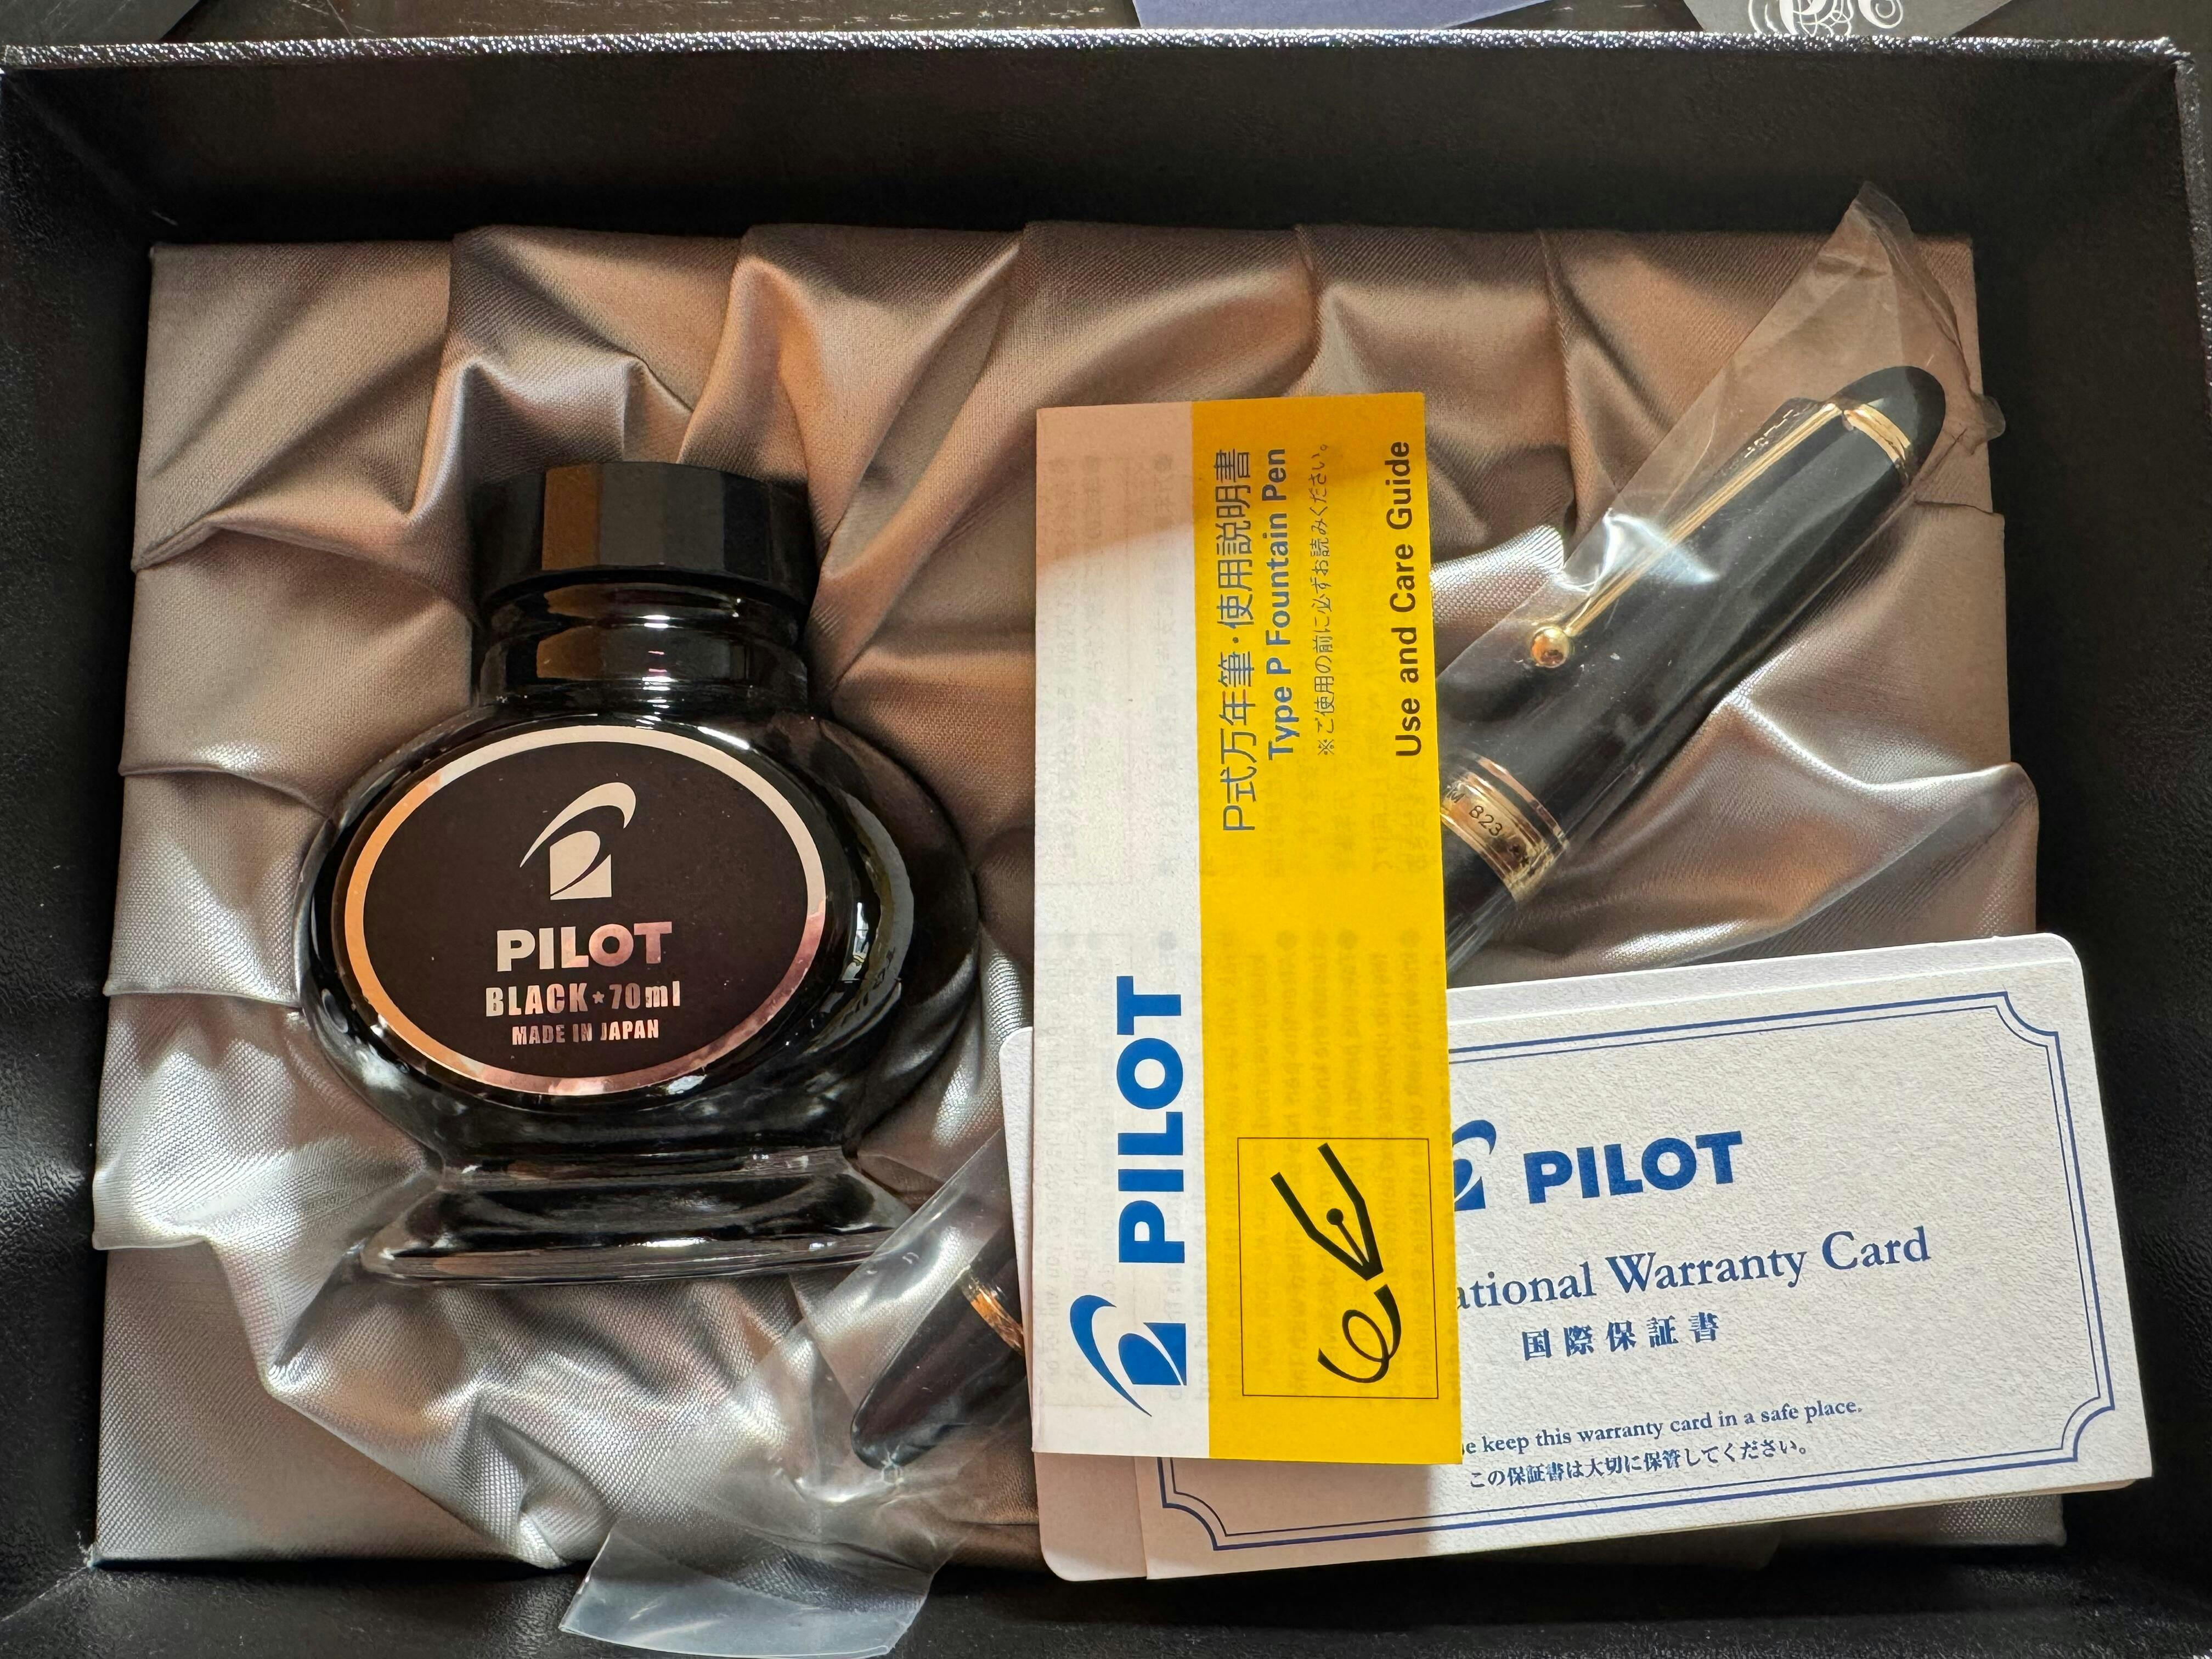 PILOT
BLACK★70ml
MADE IN JAPAN
P式万年筆・使用説明書
Type P Fountain Pen
※ご使用の前に必ずお読みください。
Use and Care Guide
PILOT
823
PILOT
Warranty Card
国際保証書
keep this warranty card in a safe place.
この保証書は大切に保管してください。